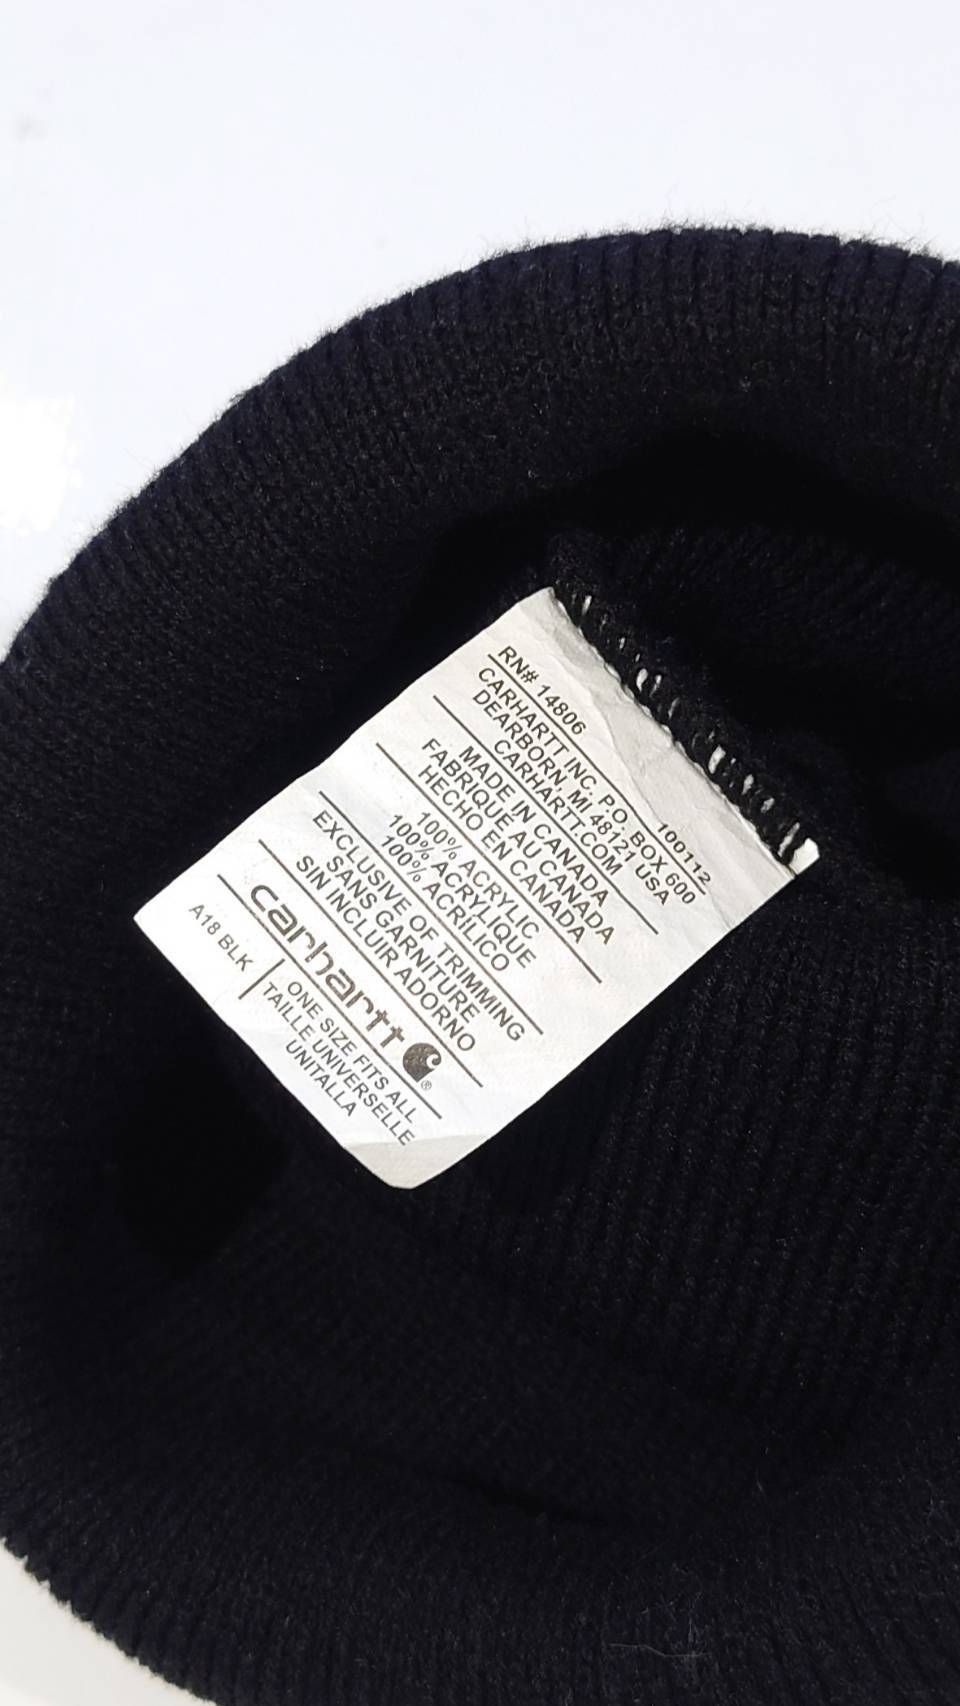 RN# 14806 100112
CARHARTT INC. P.O. BOX 600
DEARBORN, MI 48121 USA
CARHARTT.COM
MADE IN CANADA
FABRIQUE AU CANADA
HECHO EN CANADA
100% ACRYLIC
100% ACRYLIQUE
100% ACRÍLICO
EXCLUSIVE OF TRIMMING
SANS GARNITURE
SIN INCLUIR ADORNO
carhartt ®
A18 BLK
ONE SIZE FITS ALL
TAILLE UNIVERSELLE
UNITALLA